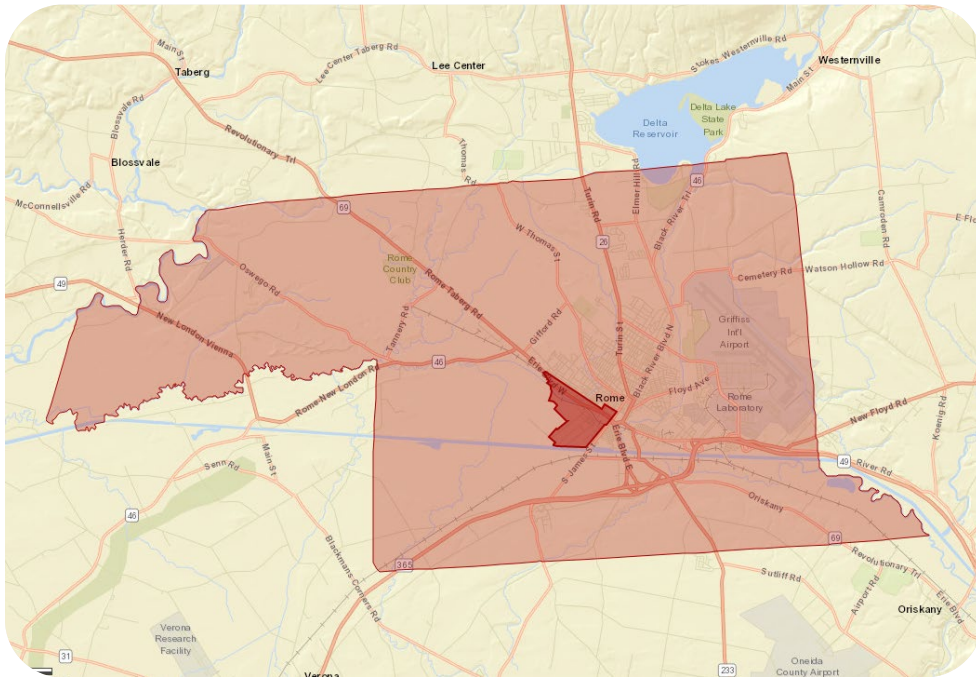 Main St
Taberg
Lee Center Taberg Rd
Lee Center
Stokes Westernville Rd
Westernville
Main St
Delta Lake
State
Park
Delta
Reservoir
Blossvale Rd
Blossvale
Revolutionary Trl
Thomas Rd
McConnellsville Rd
Herder Rd
69
Turin Rd
Elmer Hill Rd
46
Black River Trl
Camroden Rd
E Flo
26
W Thomas St
Rome
Country
Club
Oswego Rd
Rome Taberg Rd
Cemetery Rd
Watson Hollow Rd
49
New London Vienna
Tannery Rd
Gifford Rd
Turin St
Black River Blvd N
Griffiss
Int'l
Airport
46
Rome-New London Rd
Rome
Floyd Ave
Rome
Laboratory
New Floyd Rd
Koenig Rd
Senn Rd
Main St
S James St
Erie Blvd E
49
River Rd
46
Blackmans Corners Rd
Oriskany
69
Revolutionary Trl
365
Sutliff Rd
Airport Rd
Erie Blvd
Oriskany
Verona
Research
Facility
31
Verona
233
Oneida
County Airport